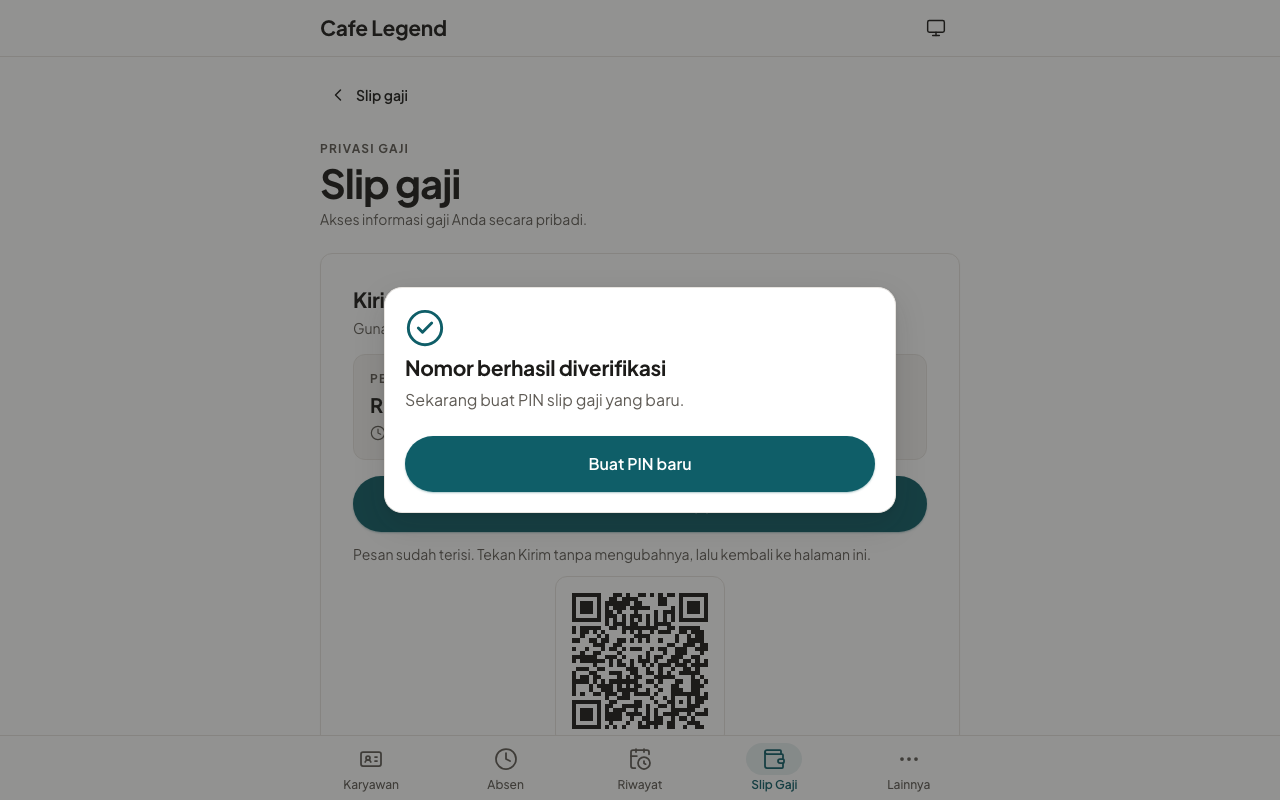 Cafe Legend
Slip gaji
PRIVASI GAJI
Slip gaji
Akses informasi gaji Anda secara pribadi.
Nomor berhasil diverifikasi
Sekarang buat PIN slip gaji yang baru.
Buat PIN baru
Pesan sudah terisi. Tekan Kirim tanpa mengubahnya, lalu kembali ke halaman ini.
Karyawan
Absen
Riwayat
Slip Gaji
Lainnya